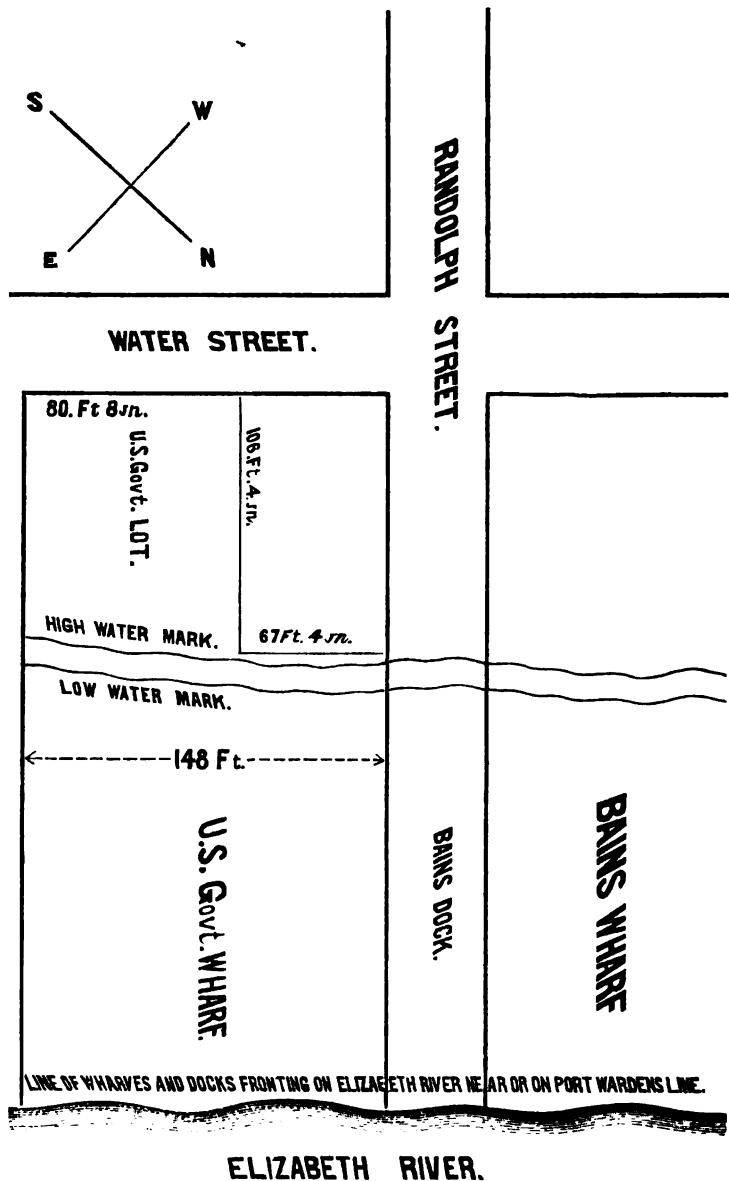 S
W
E
N
RANDOLPH STREET.
WATER STREET.
80. Ft 8 in.
U.S. Govt. LOT.
106. Ft. 4. in.
HIGH WATER MARK.
67 Ft. 4 in.
LOW WATER MARK.
148 Ft.
U.S. Govt. WHARF.
BAINS DOCK.
BAINS WHARF
LINE OF WHARVES AND DOCKS FRONTING ON ELIZABETH RIVER NEAR OR ON PORT WARDENS LINE.
ELIZABETH RIVER.